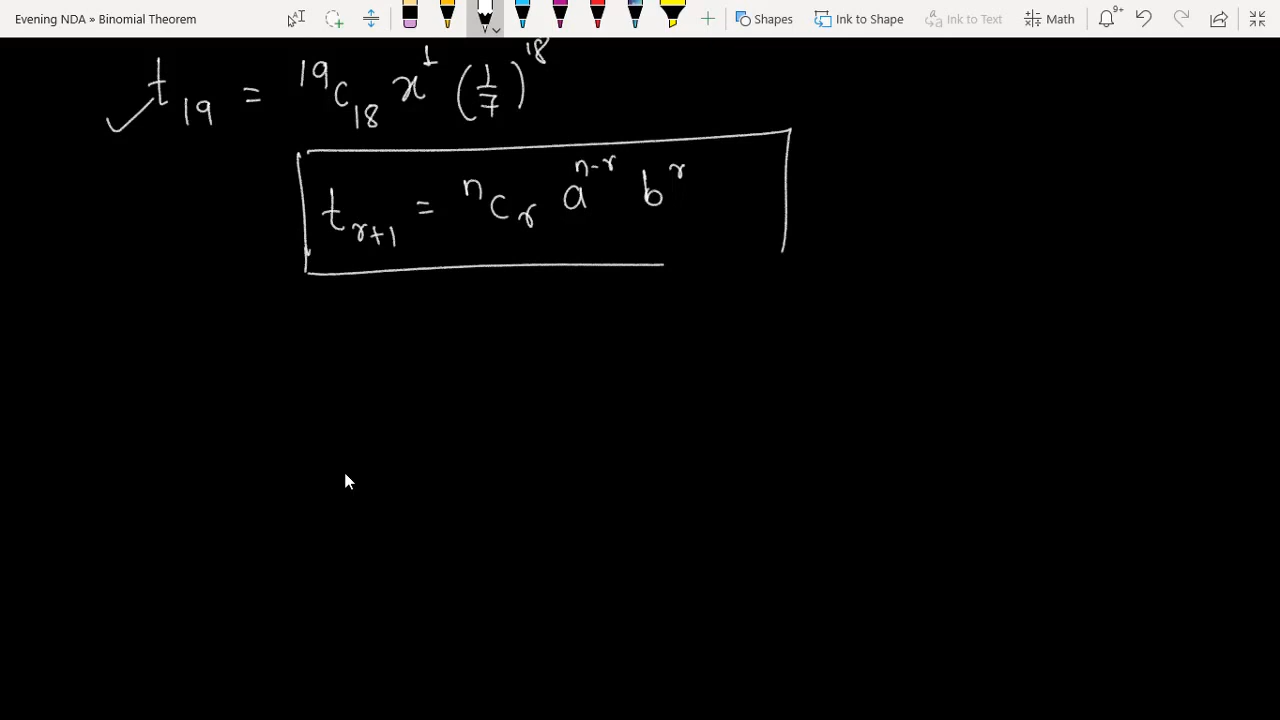 Evening NDA » Binomial Theorem
9+
Shapes
Ink to Shape
Ink to Text
Math
t₁₉ = ¹⁹C₁₈ x¹ (1/7)¹⁸
tᵣ₊₁ = ⁿCᵣ aⁿ⁻ʳ bʳ